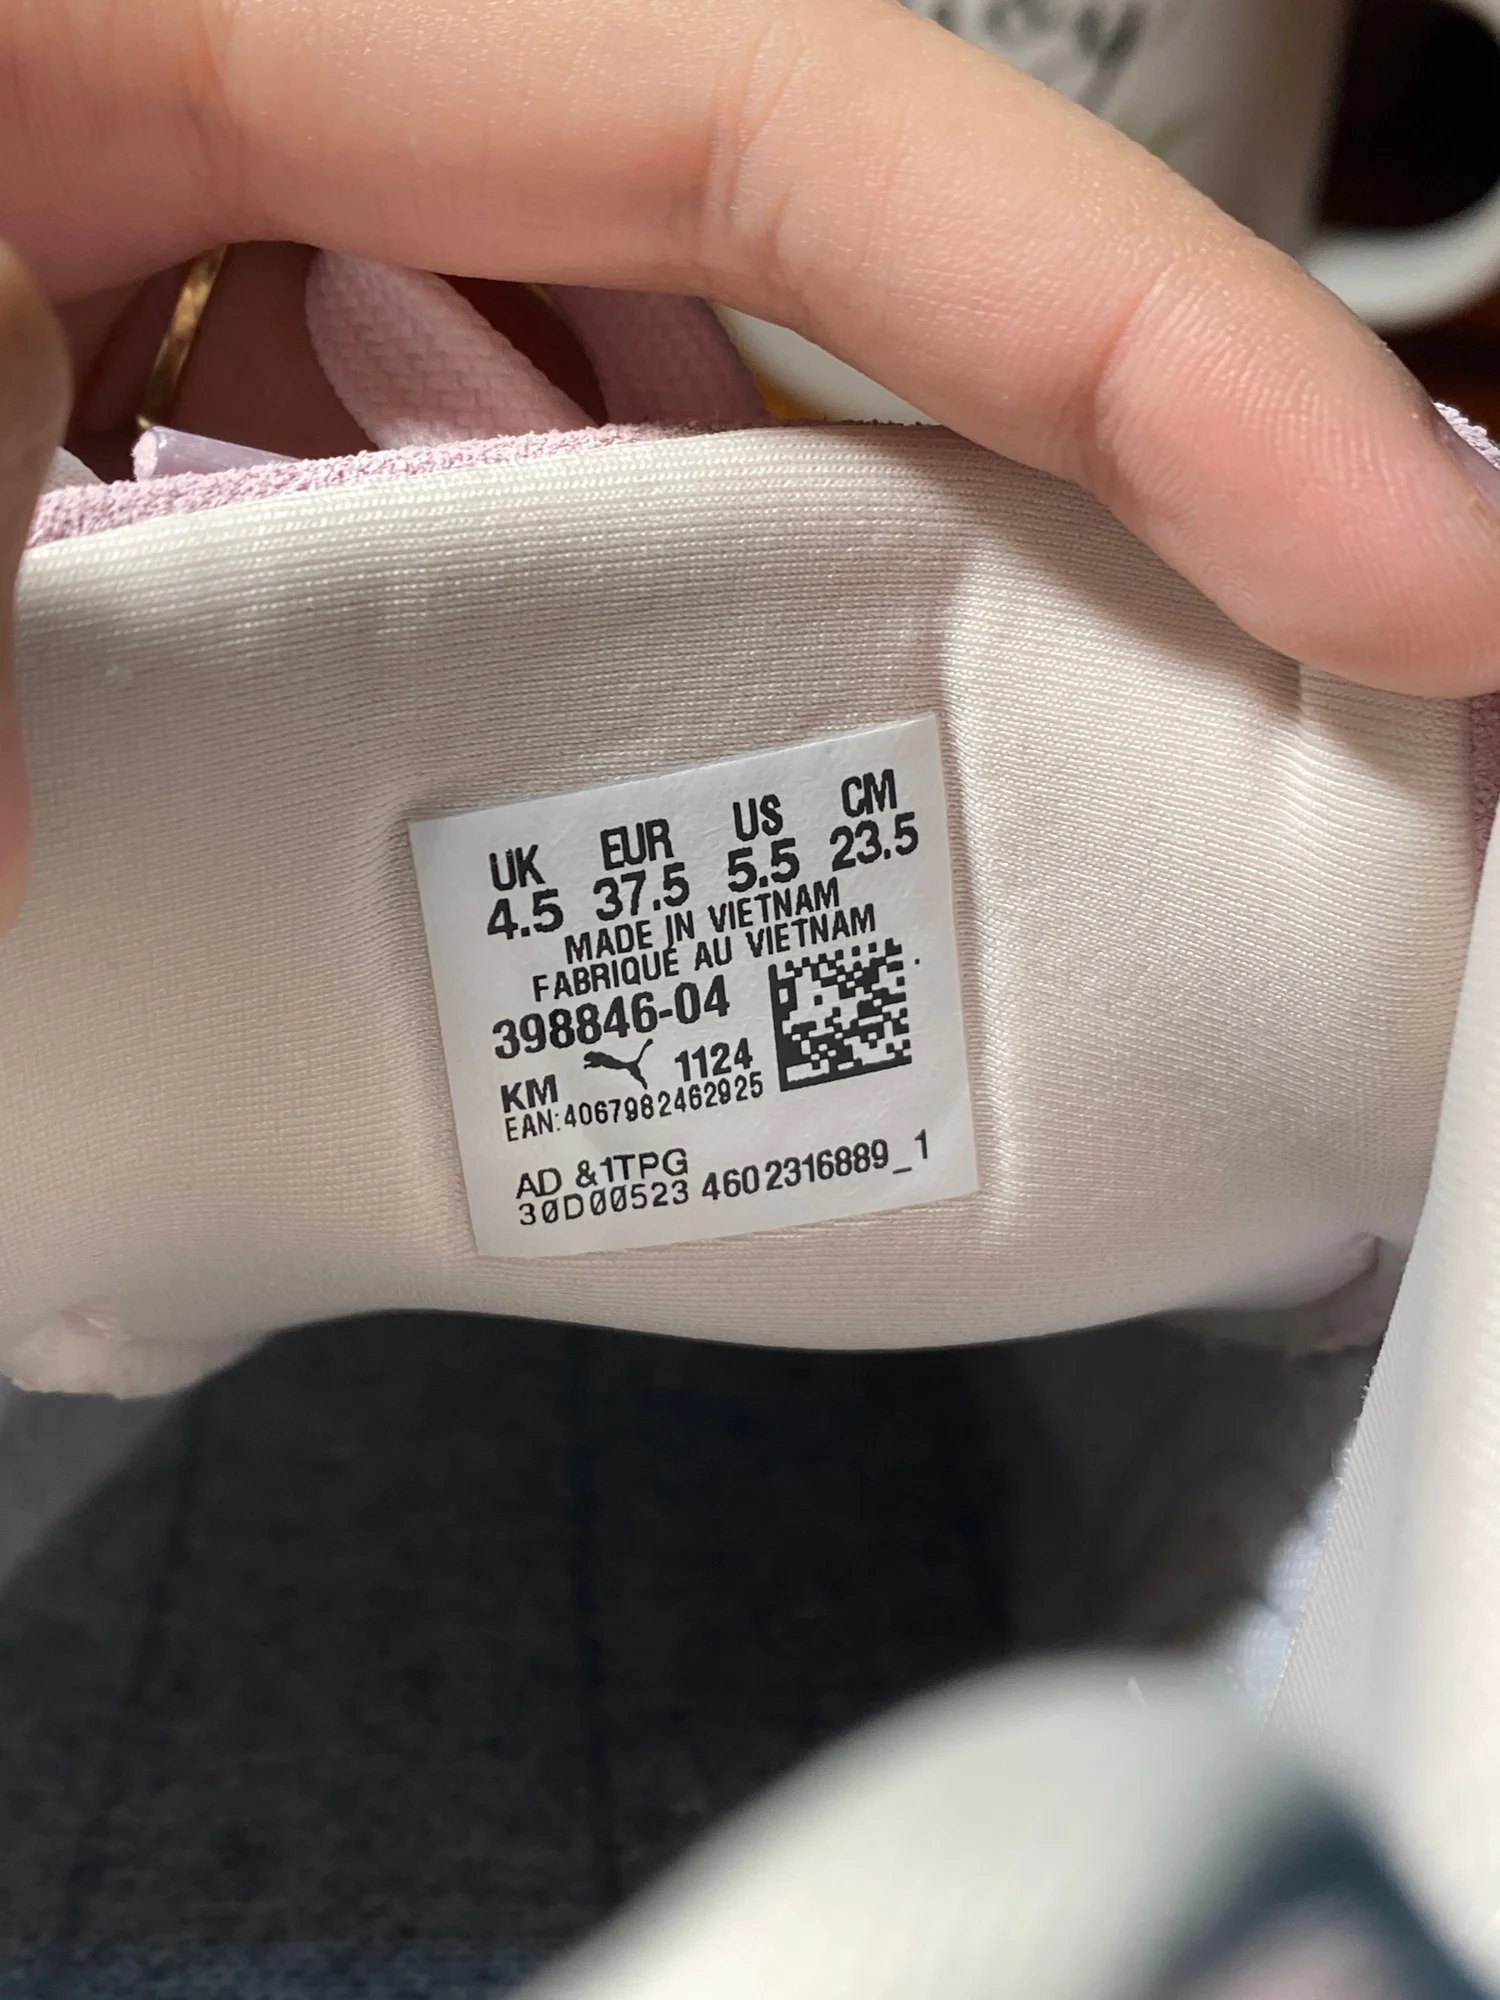 UK EUR US CM
4.5 37.5 5.5 23.5
MADE IN VIETNAM
FABRIQUÉ AU VIETNAM
398846-04
KM 1124
EAN:4067982462925
AD &1TPG
30D00523 4602316889_1